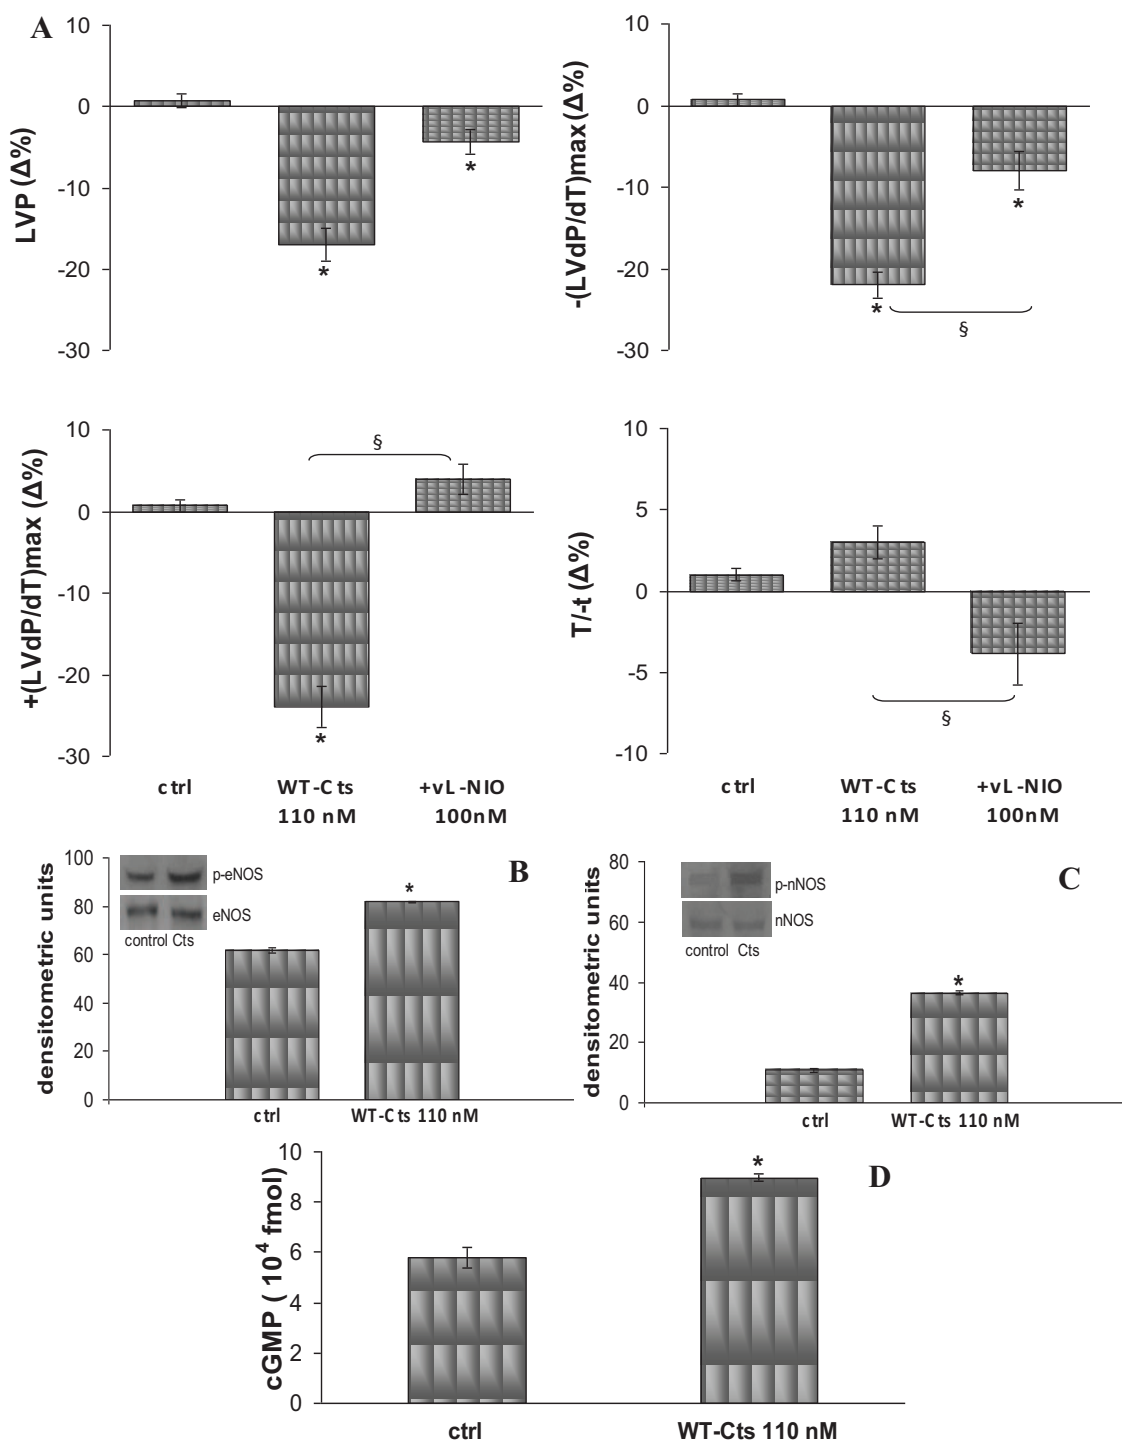 A
LVP (Δ%)
10
0
-10
-20
-30
*
*
-(LVdP/dT)max (Δ%)
10
0
-10
-20
-30
*
*
§
+(LVdP/dT)max (Δ%)
10
0
-10
-20
-30
§
*
ctrl
WT-Cts
110 nM
+vL-NIO
100nM
T/-t (Δ%)
10
5
0
-5
-10
§
ctrl
WT-Cts
110 nM
+vL-NIO
100nM
B
densitometric units
100
80
60
40
20
0
p-eNOS
eNOS
control Cts
*
ctrl
WT-Cts 110 nM
C
densitometric units
80
60
40
20
0
p-nNOS
nNOS
control Cts
*
ctrl
WT-Cts 110 nM
D
cGMP ( 10⁴ fmol)
10
8
6
4
2
0
*
ctrl
WT-Cts 110 nM